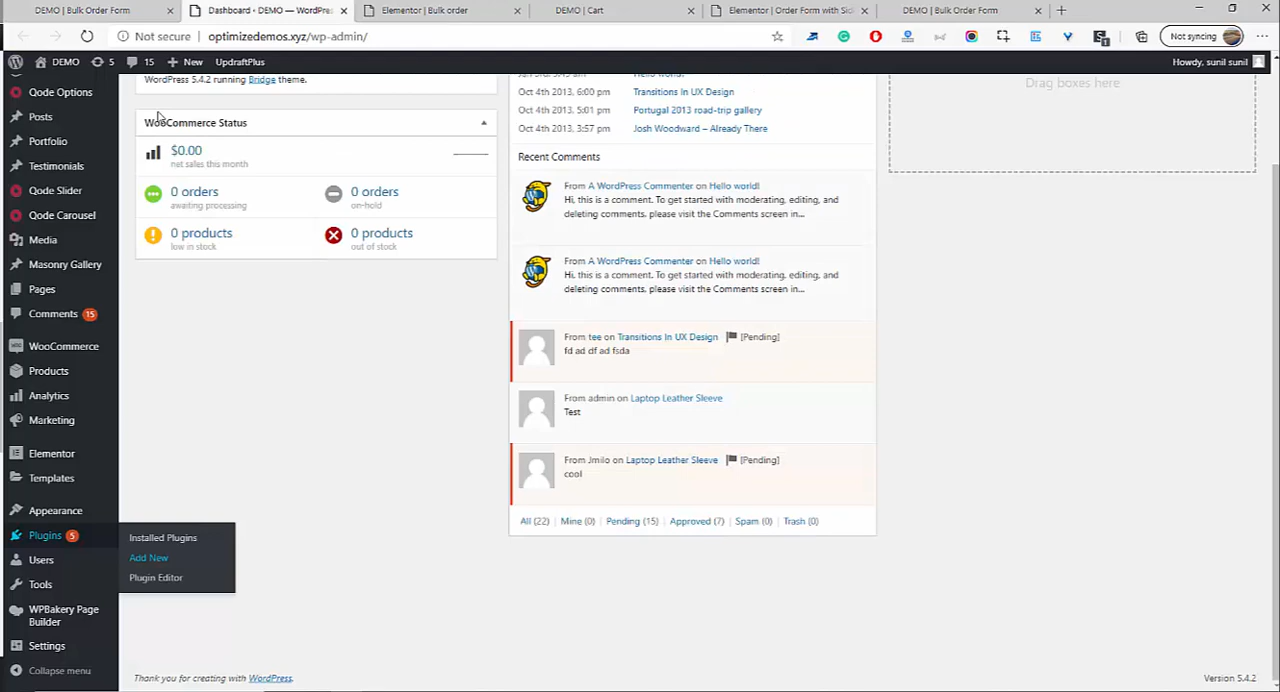 DEMO | Bulk Order Form
Dashboard ‹ DEMO — WordPre
Elementor | Bulk order
DEMO | Cart
Elementor | Order Form with Sid
DEMO | Bulk Order Form
Not secure
optimizedemos.xyz/wp-admin/
Not syncing
DEMO
5
15
New
UpdraftPlus
Howdy, sunil sunil
Qode Options
Posts
Portfolio
Testimonials
Qode Slider
Qode Carousel
Media
Masonry Gallery
Pages
Comments 15
WooCommerce
Products
Analytics
Marketing
Elementor
Templates
Appearance
Plugins 5
Users
Tools
WPBakery Page
Builder
Settings
Collapse menu
Installed Plugins
Add New
Plugin Editor
WordPress 5.4.2 running Bridge theme.
WooCommerce Status
$0.00
net sales this month
0 orders
awaiting processing
0 orders
on-hold
0 products
low in stock
0 products
out of stock
Hello world!
Oct 4th 2013, 6:00 pm Transitions In UX Design
Oct 4th 2013, 5:01 pm Portugal 2013 road-trip gallery
Oct 4th 2013, 3:57 pm Josh Woodward – Already There
Recent Comments
From A WordPress Commenter on Hello world!
Hi, this is a comment. To get started with moderating, editing, and
deleting comments, please visit the Comments screen in...
From A WordPress Commenter on Hello world!
Hi, this is a comment. To get started with moderating, editing, and
deleting comments, please visit the Comments screen in...
From tee on Transitions In UX Design [Pending]
fd ad df ad fsda
From admin on Laptop Leather Sleeve
Test
From Jmilo on Laptop Leather Sleeve [Pending]
cool
All (22) | Mine (0) | Pending (15) | Approved (7) | Spam (0) | Trash (0)
Drag boxes here
Thank you for creating with WordPress.
Version 5.4.2